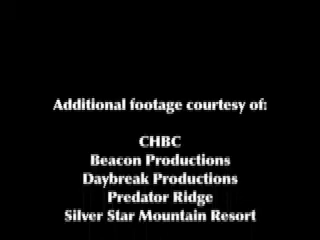 Additional footage courtesy of:
CHBC
Beacon Productions
Daybreak Productions
Predator Ridge
Silver Star Mountain Resort